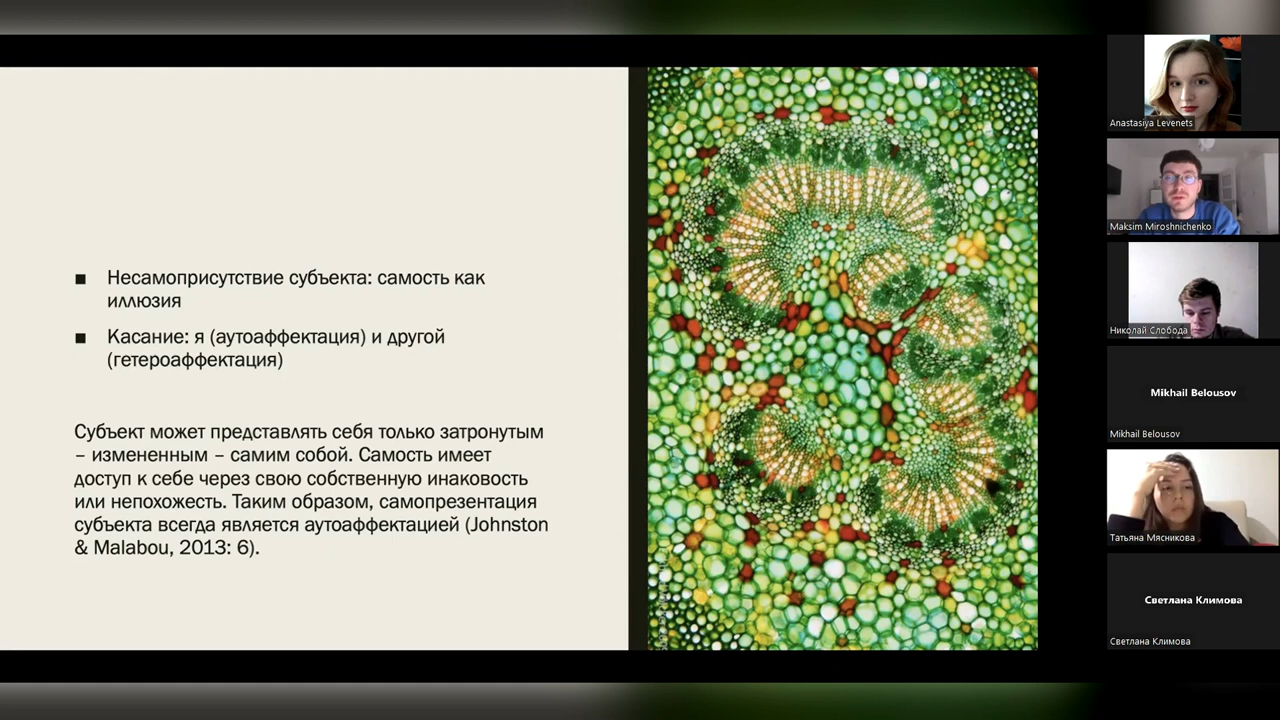 Несамоприсутствие субъекта: самость как
иллюзия
Касание: я (аутоаффектация) и другой
(гетероаффектация)
Субъект может представлять себя только затронутым
– измененным – самим собой. Самость имеет
доступ к себе через свою собственную инаковость
или непохожесть. Таким образом, самопрезентация
субъекта всегда является аутоаффектацией (Johnston
& Malabou, 2013: 6).
Anastasiya Levenets
Maksim Miroshnichenko
Николай Слобода
Mikhail Belousov
Mikhail Belousov
Татьяна Мясникова
Светлана Климова
Светлана Климова